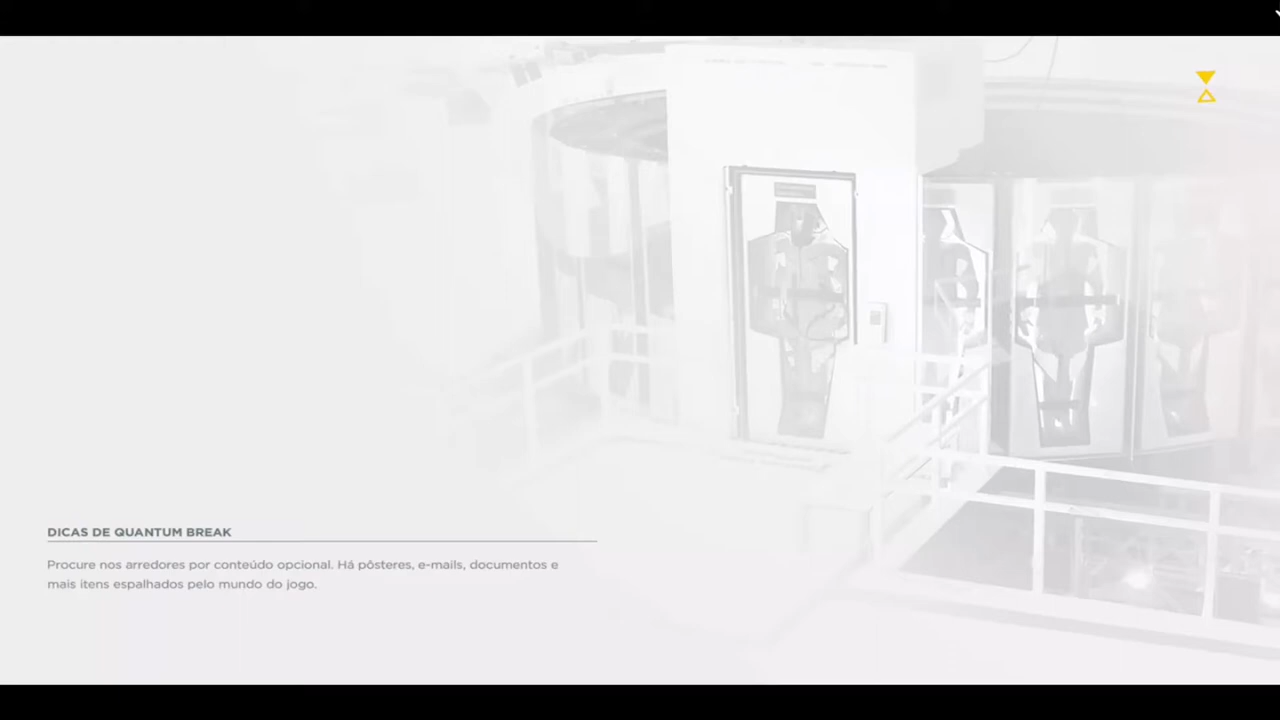 DICAS DE QUANTUM BREAK
Procure nos arredores por conteúdo opcional. Há pôsteres, e-mails, documentos e
mais itens espalhados pelo mundo do jogo.